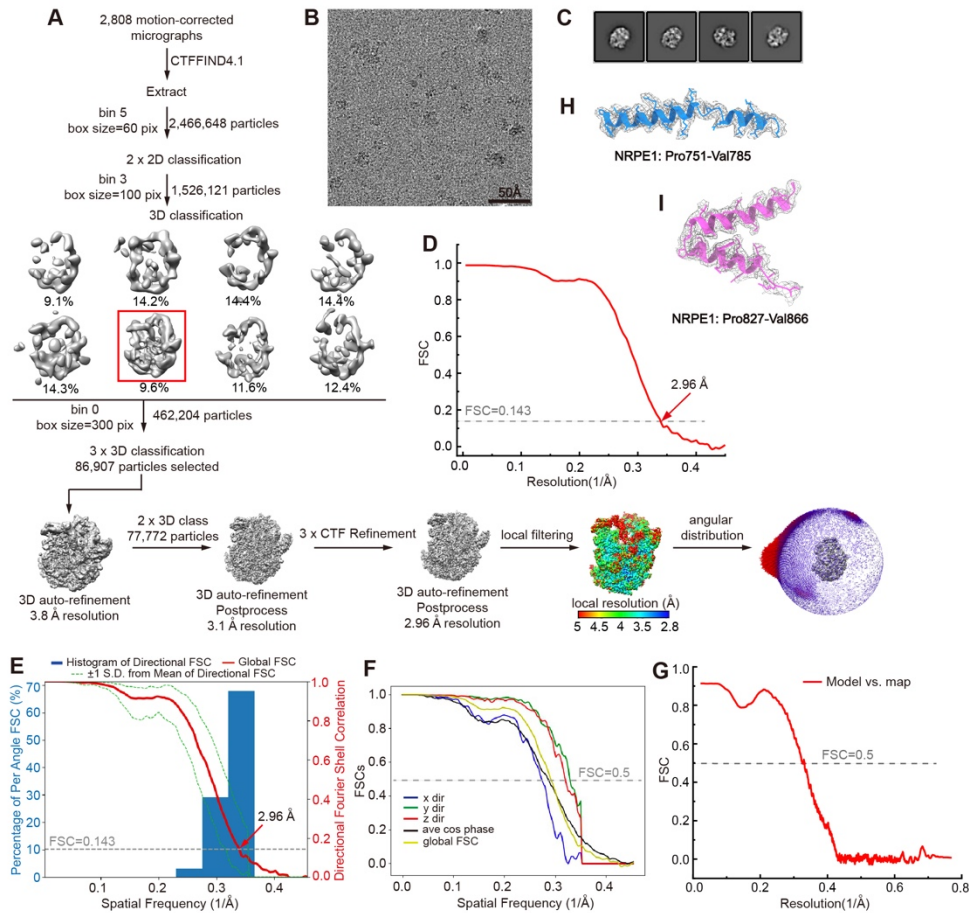 A
2,808 motion-corrected
micrographs
CTFFIND4.1
Extract
bin 5
box size=60 pix
2,466,648 particles
2 x 2D classification
bin 3
box size=100 pix
1,526,121 particles
3D classification
9.1%
14.2%
14.4%
14.4%
14.3%
9.6%
11.6%
12.4%
bin 0
box size=300 pix
462,204 particles
3 x 3D classification
86,907 particles selected
3D auto-refinement
3.8 Å resolution
2 x 3D class
77,772 particles
3D auto-refinement
Postprocess
3.1 Å resolution
3 x CTF Refinement
3D auto-refinement
Postprocess
2.96 Å resolution
local filtering
local resolution (Å)
5 4.5 4 3.5 2.8
angular
distribution
B
50Å
C
H
NRPE1: Pro751-Val785
I
NRPE1: Pro827-Val866
D
FSC
1.0
0.8
0.6
0.4
0.2
0.0
FSC=0.143
2.96 Å
0.0 0.1 0.2 0.3 0.4
Resolution(1/Å)
E
Histogram of Directional FSC
Global FSC
±1 S.D. from Mean of Directional FSC
Percentage of Per Angle FSC (%)
70
60
50
40
30
20
10
0
FSC=0.143
2.96 Å
1.0
0.8
0.6
0.4
0.2
0.0
Directional Fourier Shell Correlation
0.1 0.2 0.3 0.4
Spatial Frequency (1/Å)
F
FSCs
1.0
0.8
0.6
0.4
0.2
0.0
FSC=0.5
x dir
y dir
z dir
ave cos phase
global FSC
0.0 0.1 0.2 0.3 0.4
Spatial Frequency (1/Å)
G
FSC
1.0
0.8
0.6
0.4
0.2
0.0
Model vs. map
FSC=0.5
0.0 0.2 0.4 0.6 0.8
Resolution(1/Å)